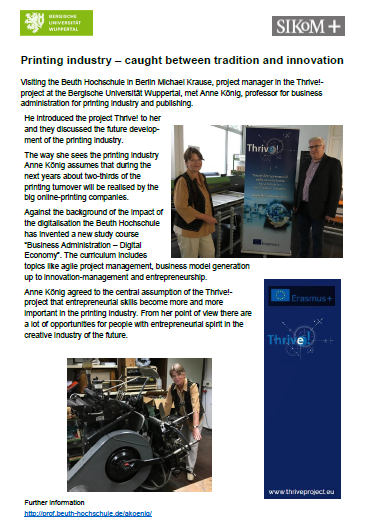 BERGISCHE
UNIVERSITÄT
WUPPERTAL
SIKoM+
Printing industry – caught between tradition and innovation
Visiting the Beuth Hochschule in Berlin Michael Krause, project manager in the Thrive!-
project at the Bergische Universität Wuppertal, met Anne König, professor for business
administration for printing industry and publishing.
He introduced the project Thrive! to her
and they discussed the future develop-
ment of the printing industry.
The way she sees the printing industry
Anne König assumes that during the
next years about two-thirds of the
printing turnover will be realised by the
big online-printing companies.
Against the background of the impact of
the digitalisation the Beuth Hochschule
has invented a new study course
“Business Administration – Digital
Economy”. The curriculum includes
topics like agile project management, business model generation
up to innovation-management and entrepreneurship.
Anne König agreed to the central assumption of the Thrive!-
project that entrepreneurial skills become more and more
important in the printing industry. From her point of view there are
a lot of opportunities for people with entrepreneurial spirit in the
creative industry of the future.
Thrive!
Erasmus+
Erasmus+
Thrive!
www.thriveproject.eu
Further information
http://prof.beuth-hochschule.de/akoenig/